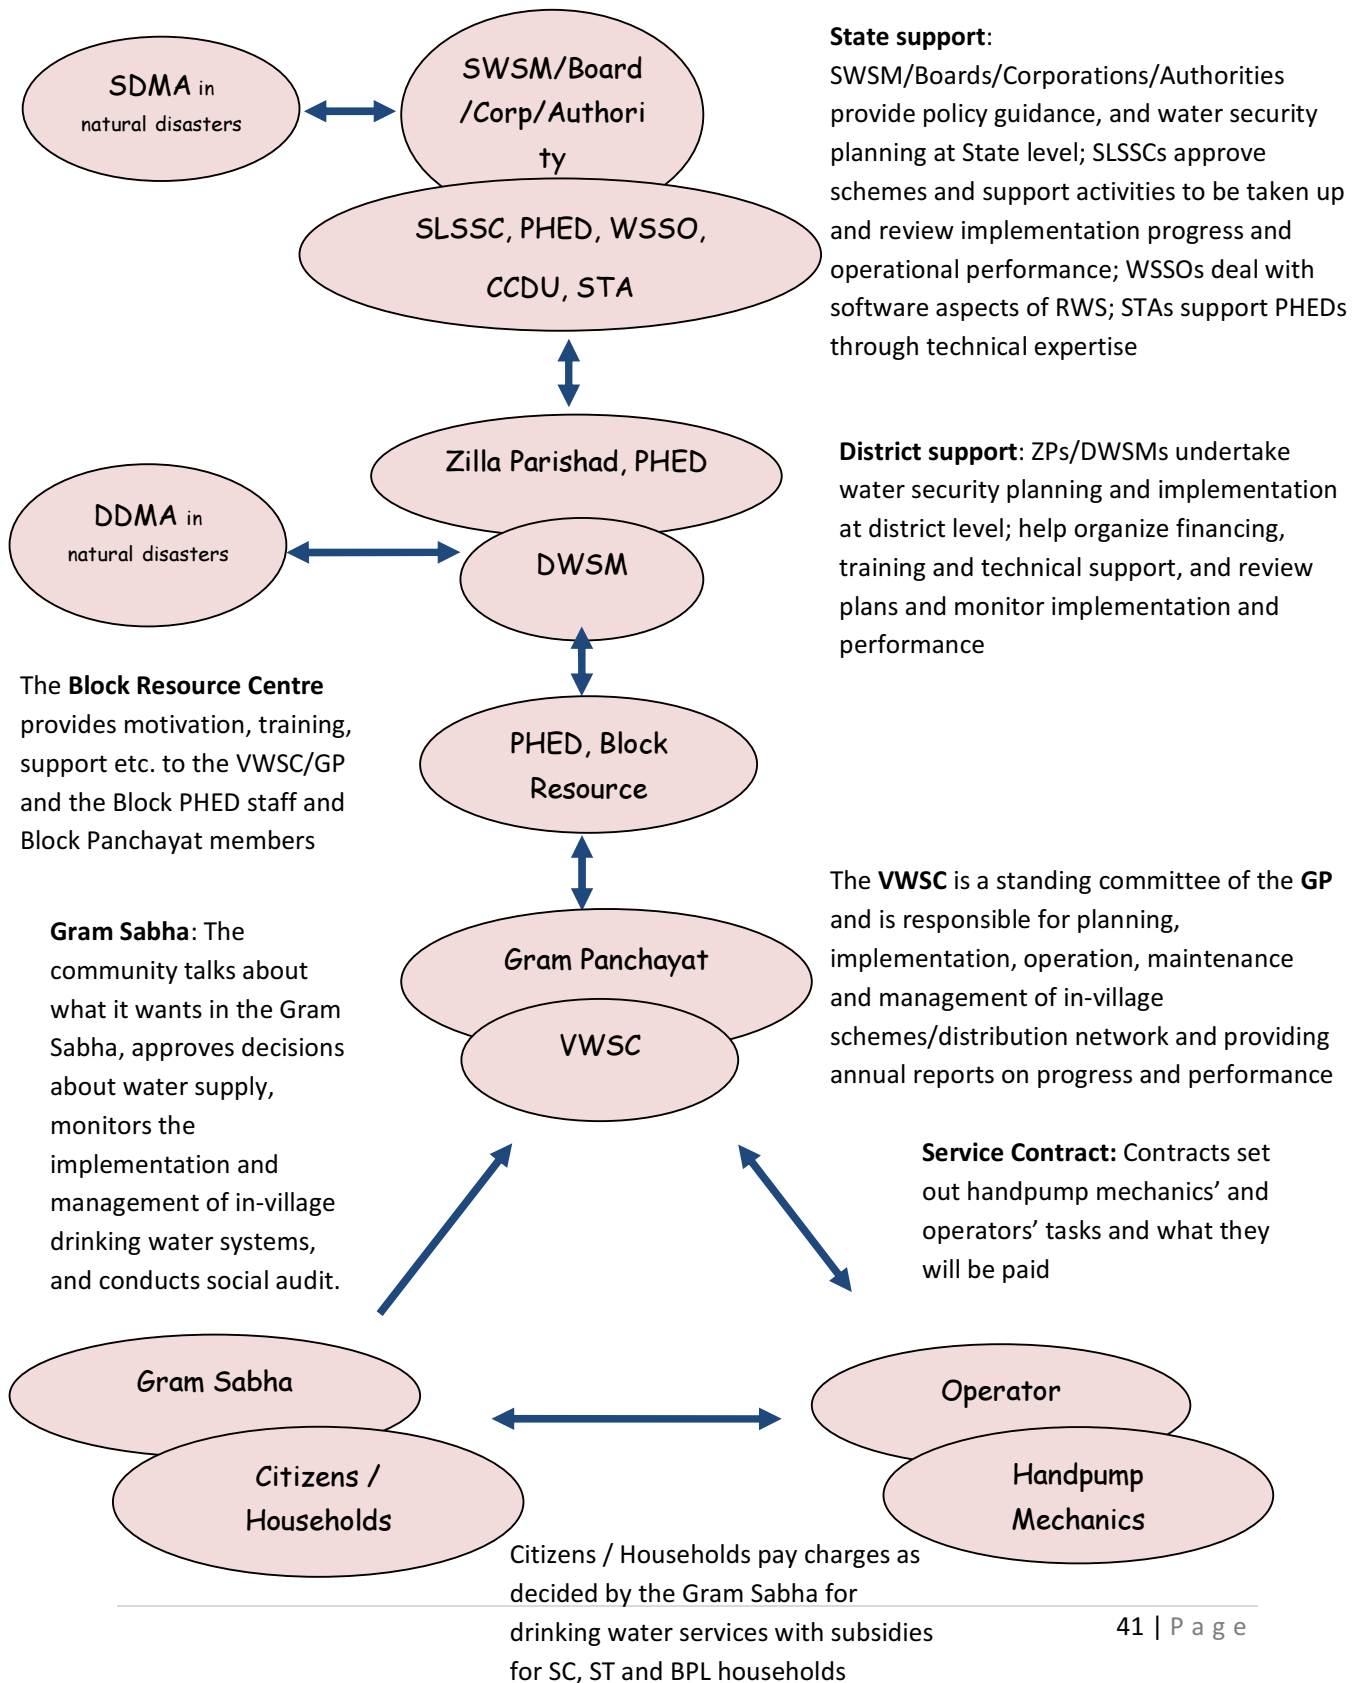 SDMA in
natural disasters
SWSM/Board
/Corp/Authori
ty
SLSSC, PHED, WSSO,
CCDU, STA
State support:
SWSM/Boards/Corporations/Authorities
provide policy guidance, and water security
planning at State level; SLSSCs approve
schemes and support activities to be taken up
and review implementation progress and
operational performance; WSSOs deal with
software aspects of RWS; STAs support PHEDs
through technical expertise
Zilla Parishad, PHED
DWSM
DDMA in
natural disasters
District support: ZPs/DWSMs undertake
water security planning and implementation
at district level; help organize financing,
training and technical support, and review
plans and monitor implementation and
performance
The Block Resource Centre
provides motivation, training,
support etc. to the VWSC/GP
and the Block PHED staff and
Block Panchayat members
PHED, Block
Resource
Gram Panchayat
VWSC
The VWSC is a standing committee of the GP
and is responsible for planning,
implementation, operation, maintenance
and management of in-village
schemes/distribution network and providing
annual reports on progress and performance
Gram Sabha: The
community talks about
what it wants in the Gram
Sabha, approves decisions
about water supply,
monitors the
implementation and
management of in-village
drinking water systems,
and conducts social audit.
Service Contract: Contracts set
out handpump mechanics’ and
operators’ tasks and what they
will be paid
Gram Sabha
Citizens /
Households
Operator
Handpump
Mechanics
Citizens / Households pay charges as
decided by the Gram Sabha for
drinking water services with subsidies
for SC, ST and BPL households
41 | Page